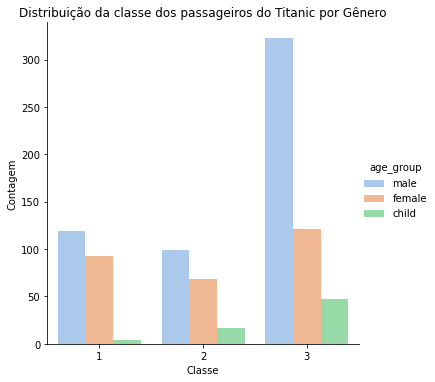 Distribuição da classe dos passageiros do Titanic por Gênero
300
250
200
150
100
50
0
Contagem
1 2 3
Classe
age_group
male
female
child